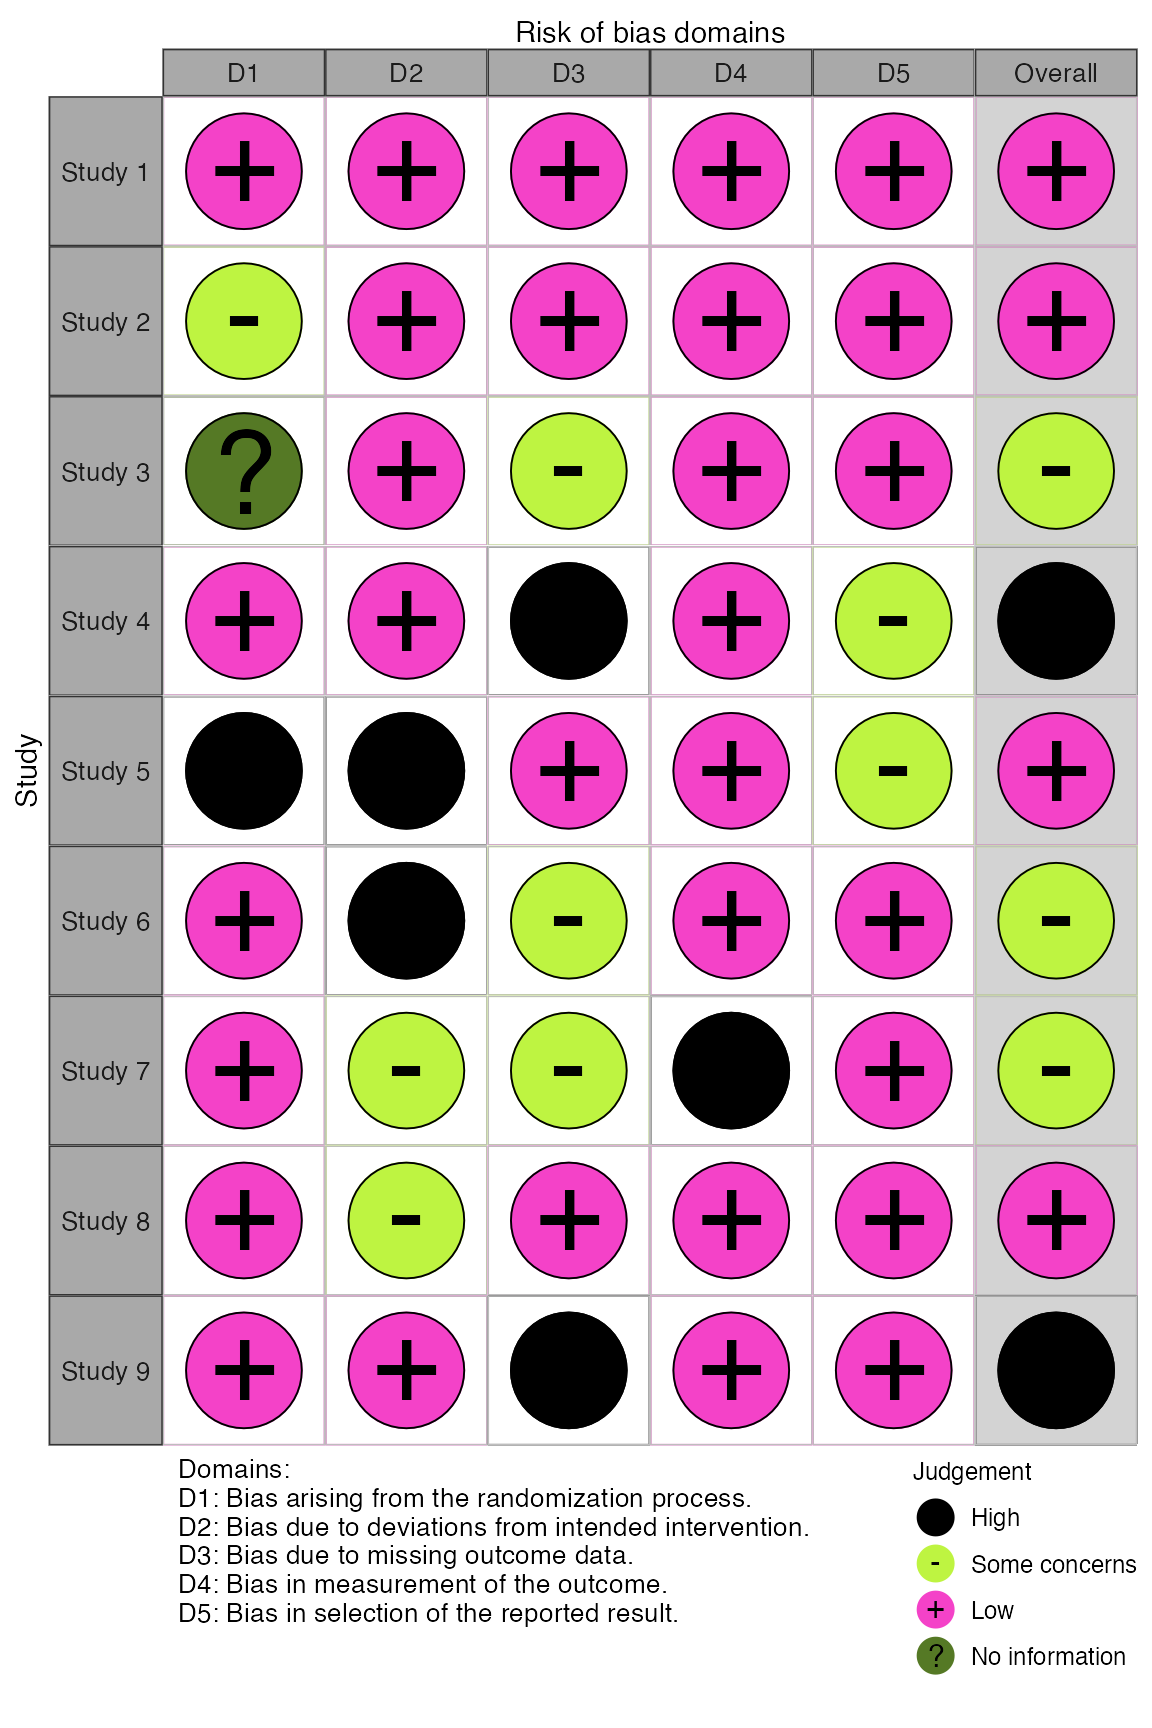 Risk of bias domains
D1 D2 D3 D4 D5 Overall
Study 1 + + + + + +
Study 2 - + + + + +
Study 3 ? + - + + -
Study 4 + + + -
Study 5 + + - +
Study 6 + - + + -
Study 7 + - - + -
Study 8 + - + + + +
Study 9 + + + +
Study
Domains:
D1: Bias arising from the randomization process.
D2: Bias due to deviations from intended intervention.
D3: Bias due to missing outcome data.
D4: Bias in measurement of the outcome.
D5: Bias in selection of the reported result.
Judgement
High
- Some concerns
+ Low
? No information